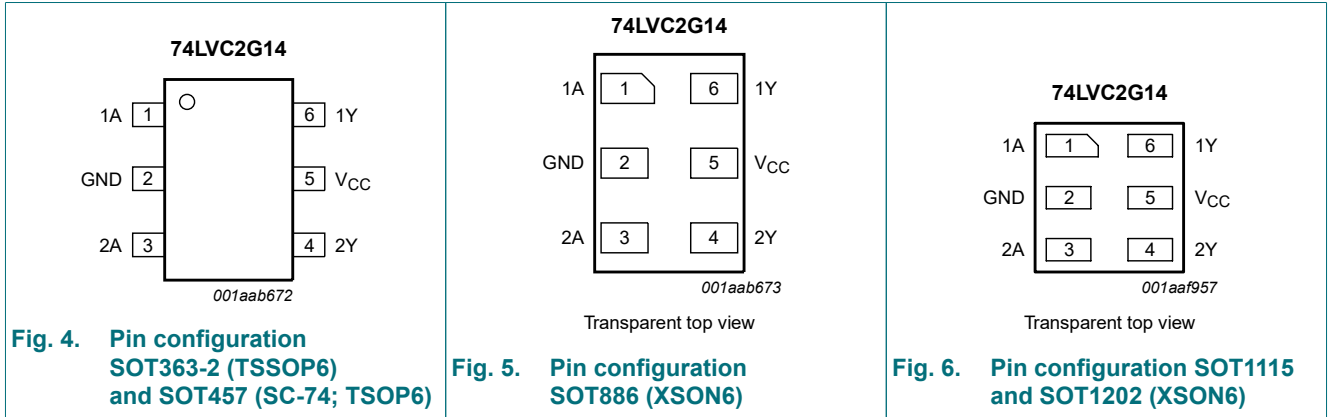 74LVC2G14
1A 1 6 1Y
GND 2 5 VCC
2A 3 4 2Y
001aab672
Fig. 4. Pin configuration
SOT363-2 (TSSOP6)
and SOT457 (SC-74; TSOP6)
74LVC2G14
1A 1 6 1Y
GND 2 5 VCC
2A 3 4 2Y
001aab673
Transparent top view
Fig. 5. Pin configuration
SOT886 (XSON6)
74LVC2G14
1A 1 6 1Y
GND 2 5 VCC
2A 3 4 2Y
001aaf957
Transparent top view
Fig. 6. Pin configuration SOT1115
and SOT1202 (XSON6)